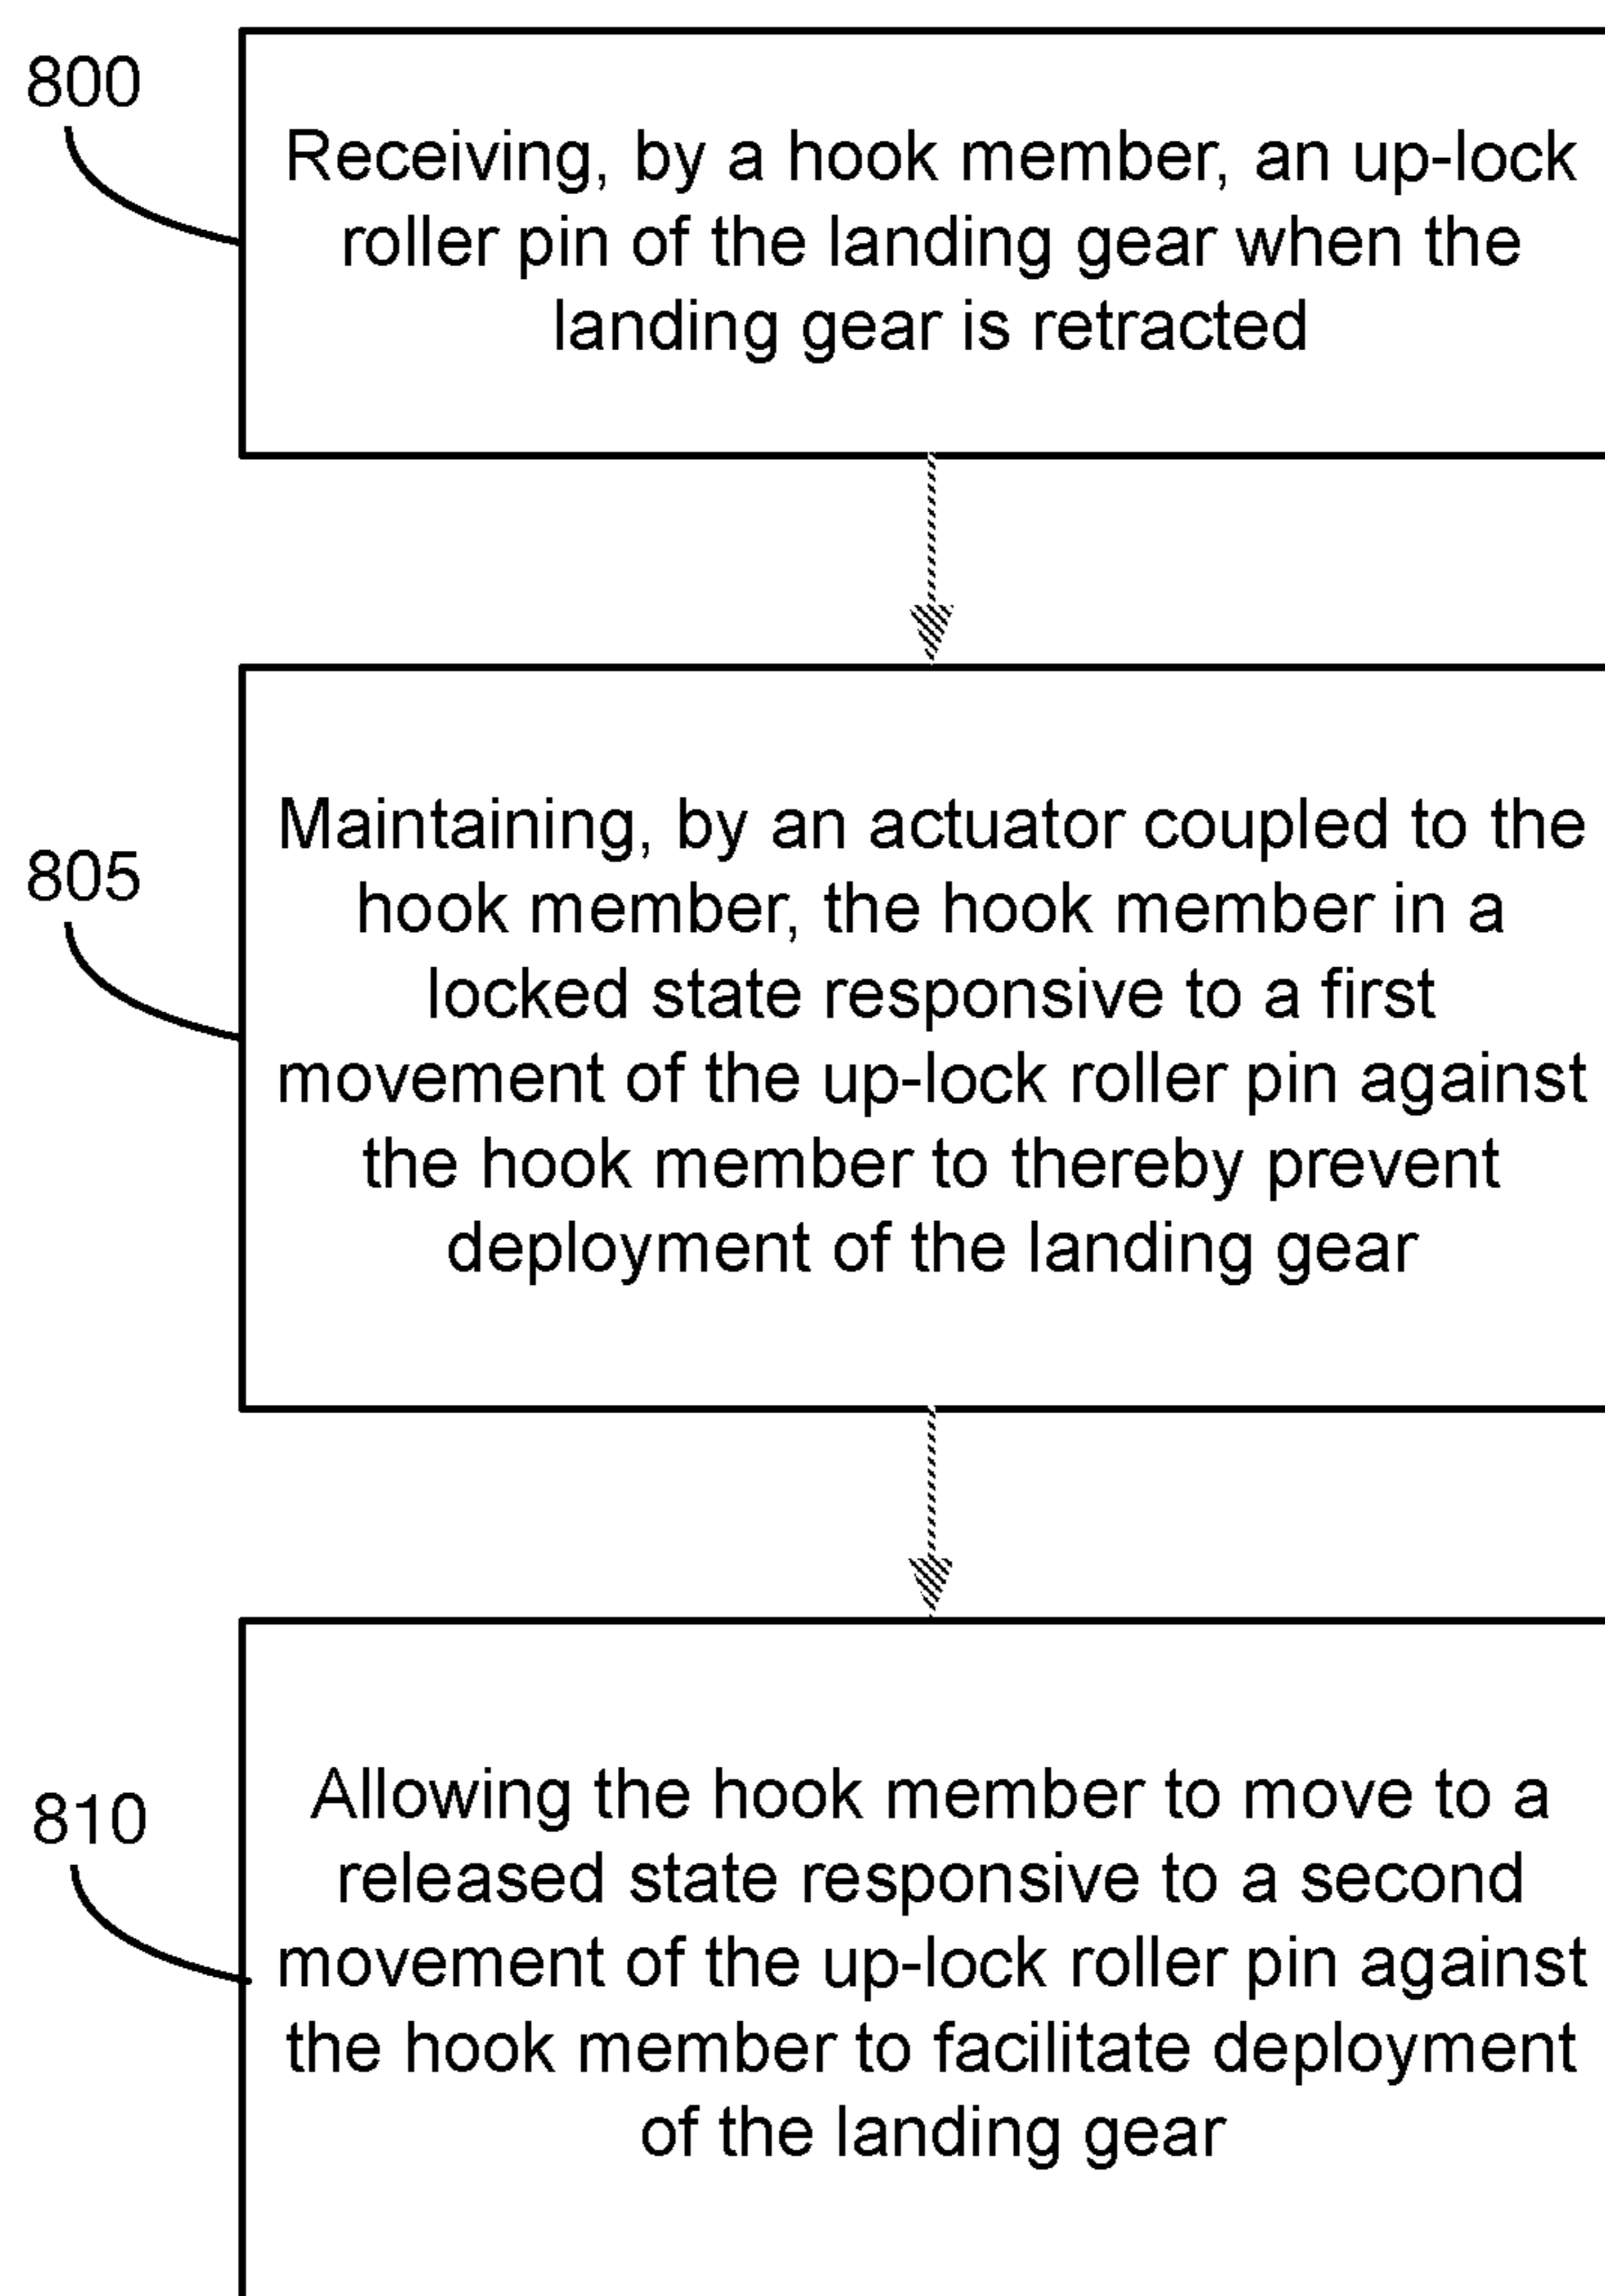 800
Receiving, by a hook member, an up-lock
roller pin of the landing gear when the
landing gear is retracted
805
Maintaining, by an actuator coupled to the
hook member, the hook member in a
locked state responsive to a first
movement of the up-lock roller pin against
the hook member to thereby prevent
deployment of the landing gear
810
Allowing the hook member to move to a
released state responsive to a second
movement of the up-lock roller pin against
the hook member to facilitate deployment
of the landing gear